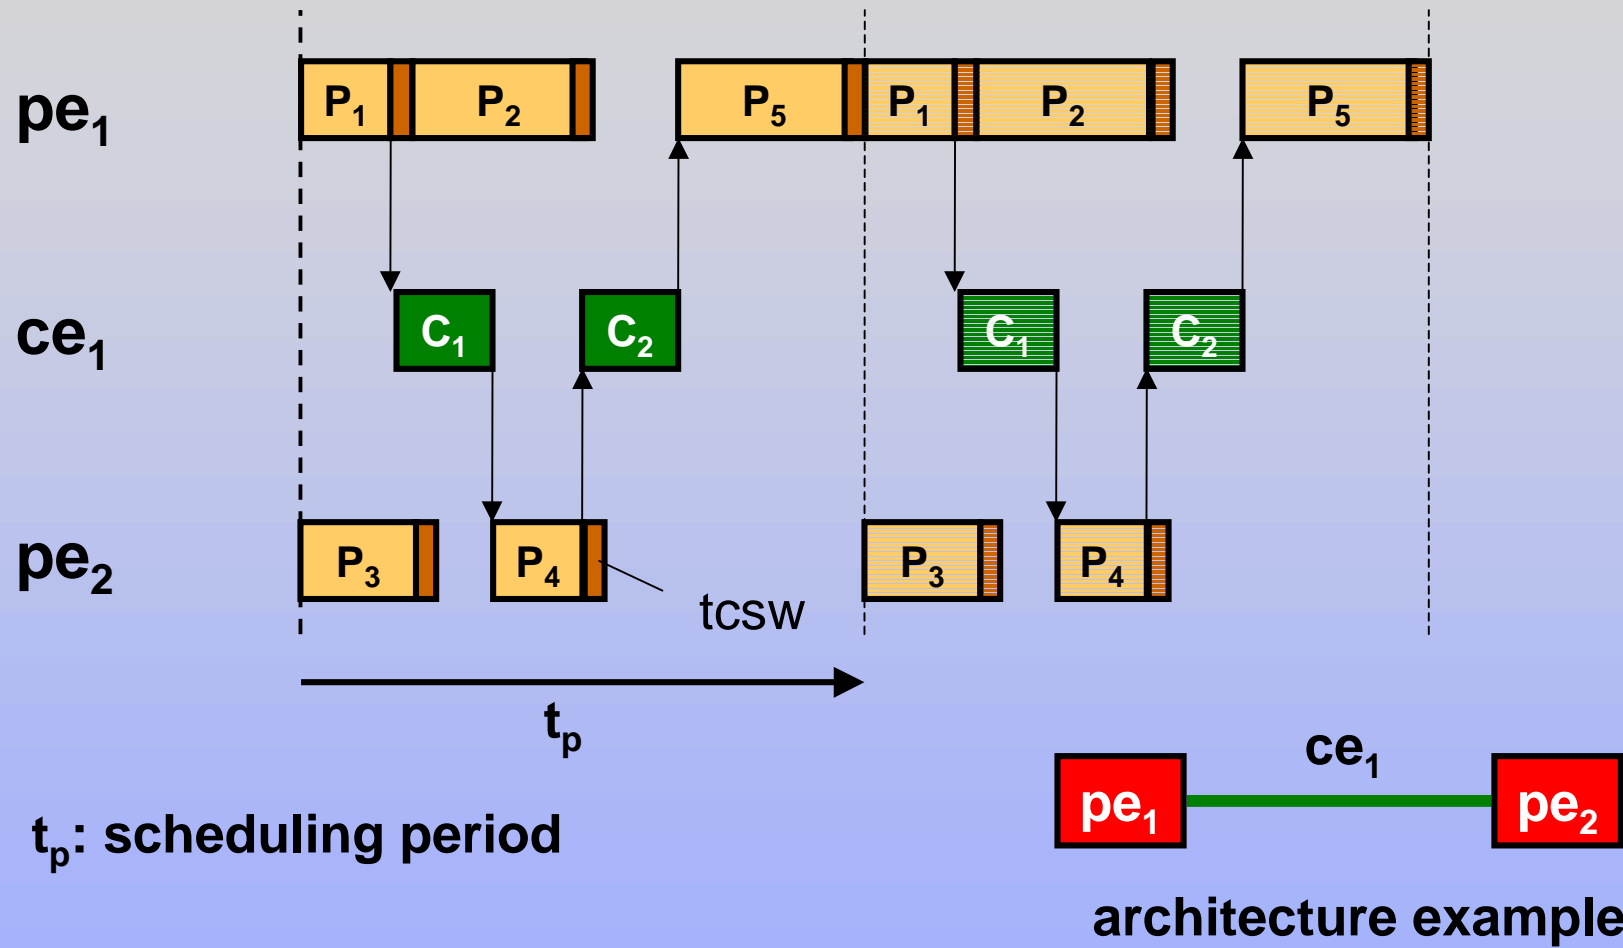 pe1 P1 P2 P5 P1 P2 P5
ce1 C1 C2 C1 C2
pe2 P3 P4 P3 P4
tcsw
tp
ce1
pe1 pe2
tp: scheduling period
architecture example